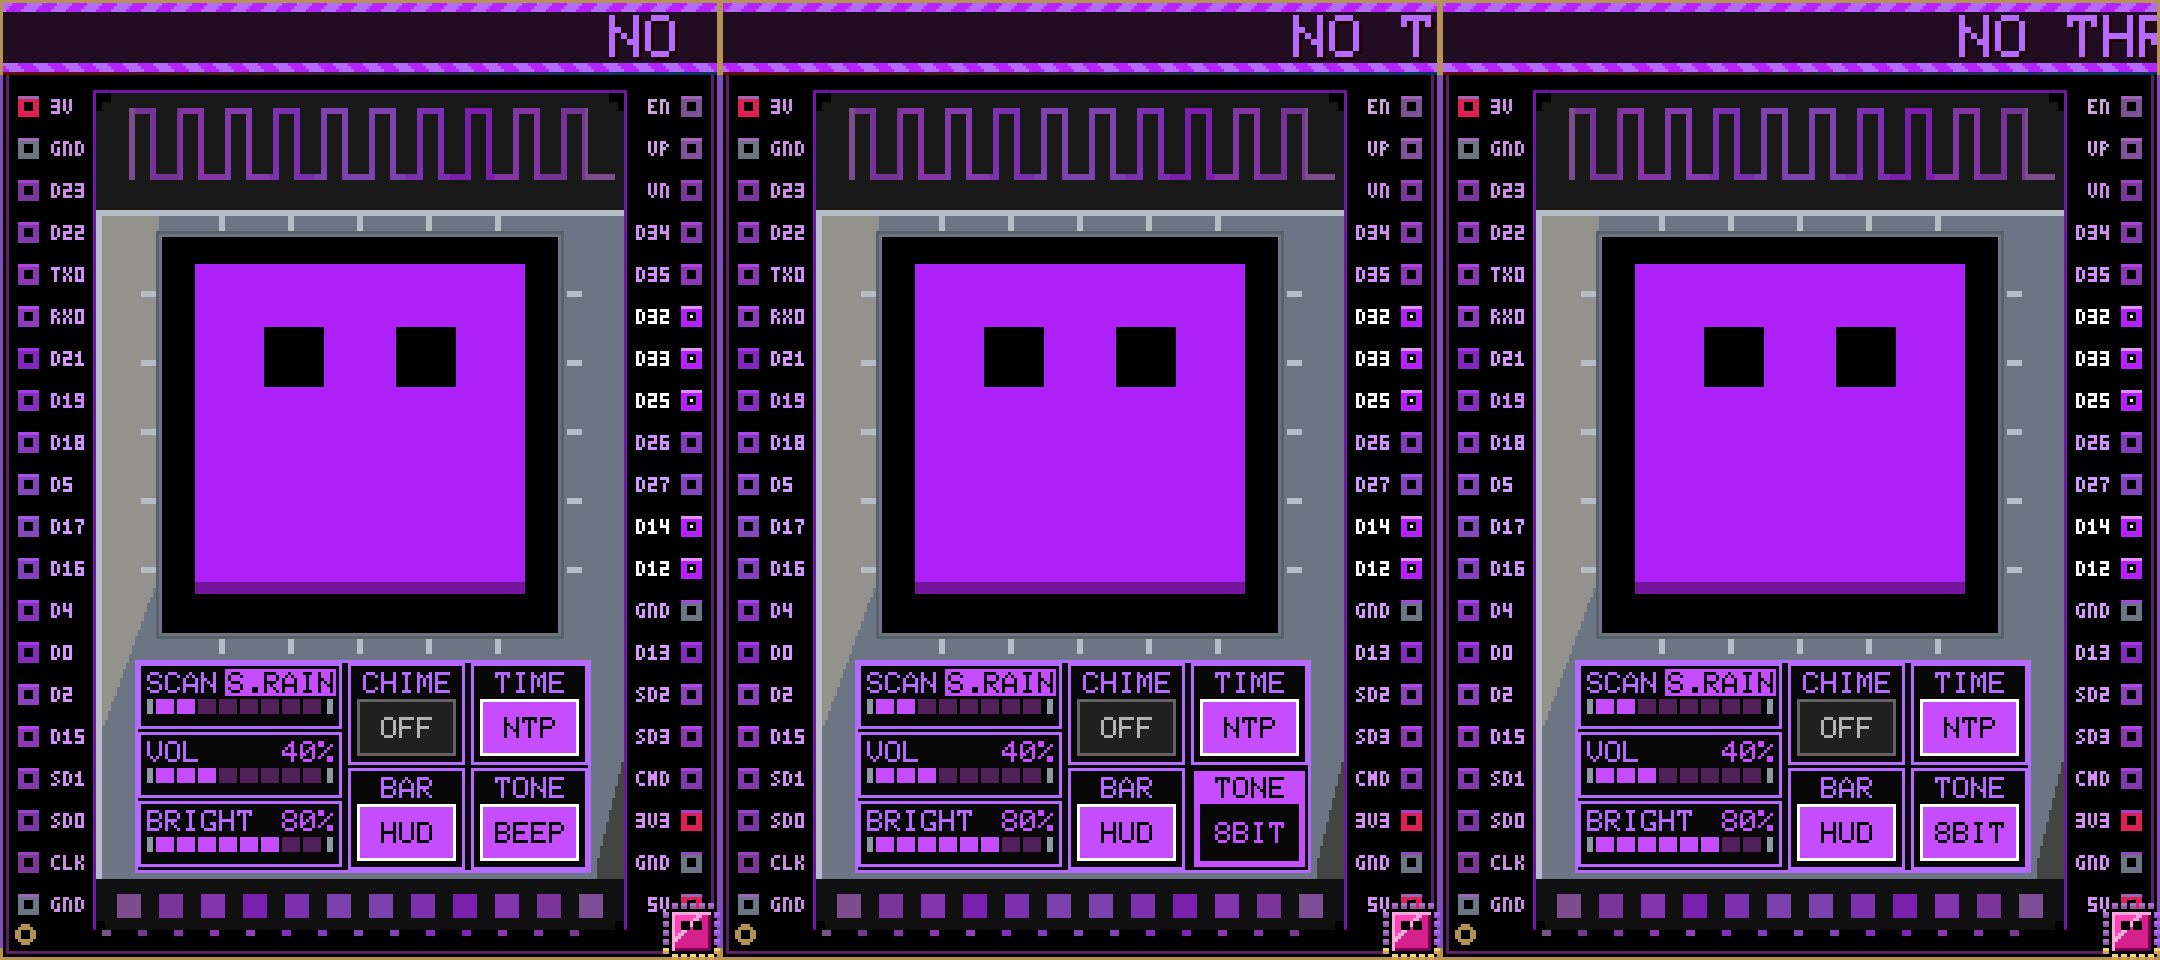 NO
3V
GND
D23
D22
TX0
RX0
D21
D19
D18
D5
D17
D16
D4
D0
D2
D15
SD1
SD0
CLK
GND
SCAN S.RAIN
VOL 40%
BRIGHT 80%
CHIME
OFF
TIME
NTP
BAR
HUD
TONE
BEEP
EN
VP
VN
D34
D35
D32
D33
D25
D26
D27
D14
D12
GND
D13
SD2
SD3
CMD
3V3
GND
5V
NO T
3V
GND
D23
D22
TX0
RX0
D21
D19
D18
D5
D17
D16
D4
D0
D2
D15
SD1
SD0
CLK
GND
SCAN S.RAIN
VOL 40%
BRIGHT 80%
CHIME
OFF
TIME
NTP
BAR
HUD
TONE
8BIT
EN
VP
VN
D34
D35
D32
D33
D25
D26
D27
D14
D12
GND
D13
SD2
SD3
CMD
3V3
GND
5V
NO THR
3V
GND
D23
D22
TX0
RX0
D21
D19
D18
D5
D17
D16
D4
D0
D2
D15
SD1
SD0
CLK
GND
SCAN S.RAIN
VOL 40%
BRIGHT 80%
CHIME
OFF
TIME
NTP
BAR
HUD
TONE
8BIT
EN
VP
VN
D34
D35
D32
D33
D25
D26
D27
D14
D12
GND
D13
SD2
SD3
CMD
3V3
GND
5V